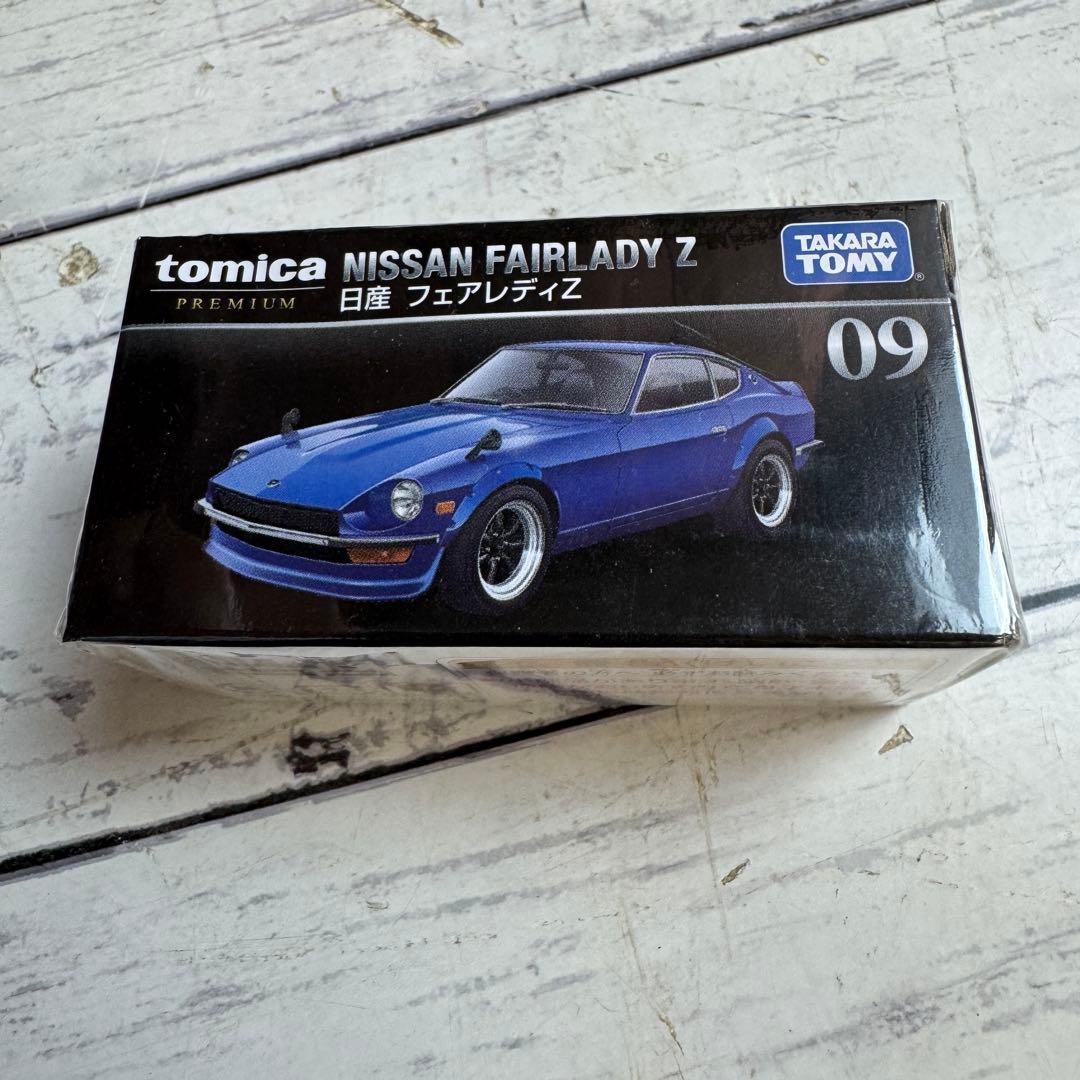 tomica
PREMIUM
NISSAN FAIRLADY Z
日産 フェアレディZ
TAKARA
TOMY
®
09